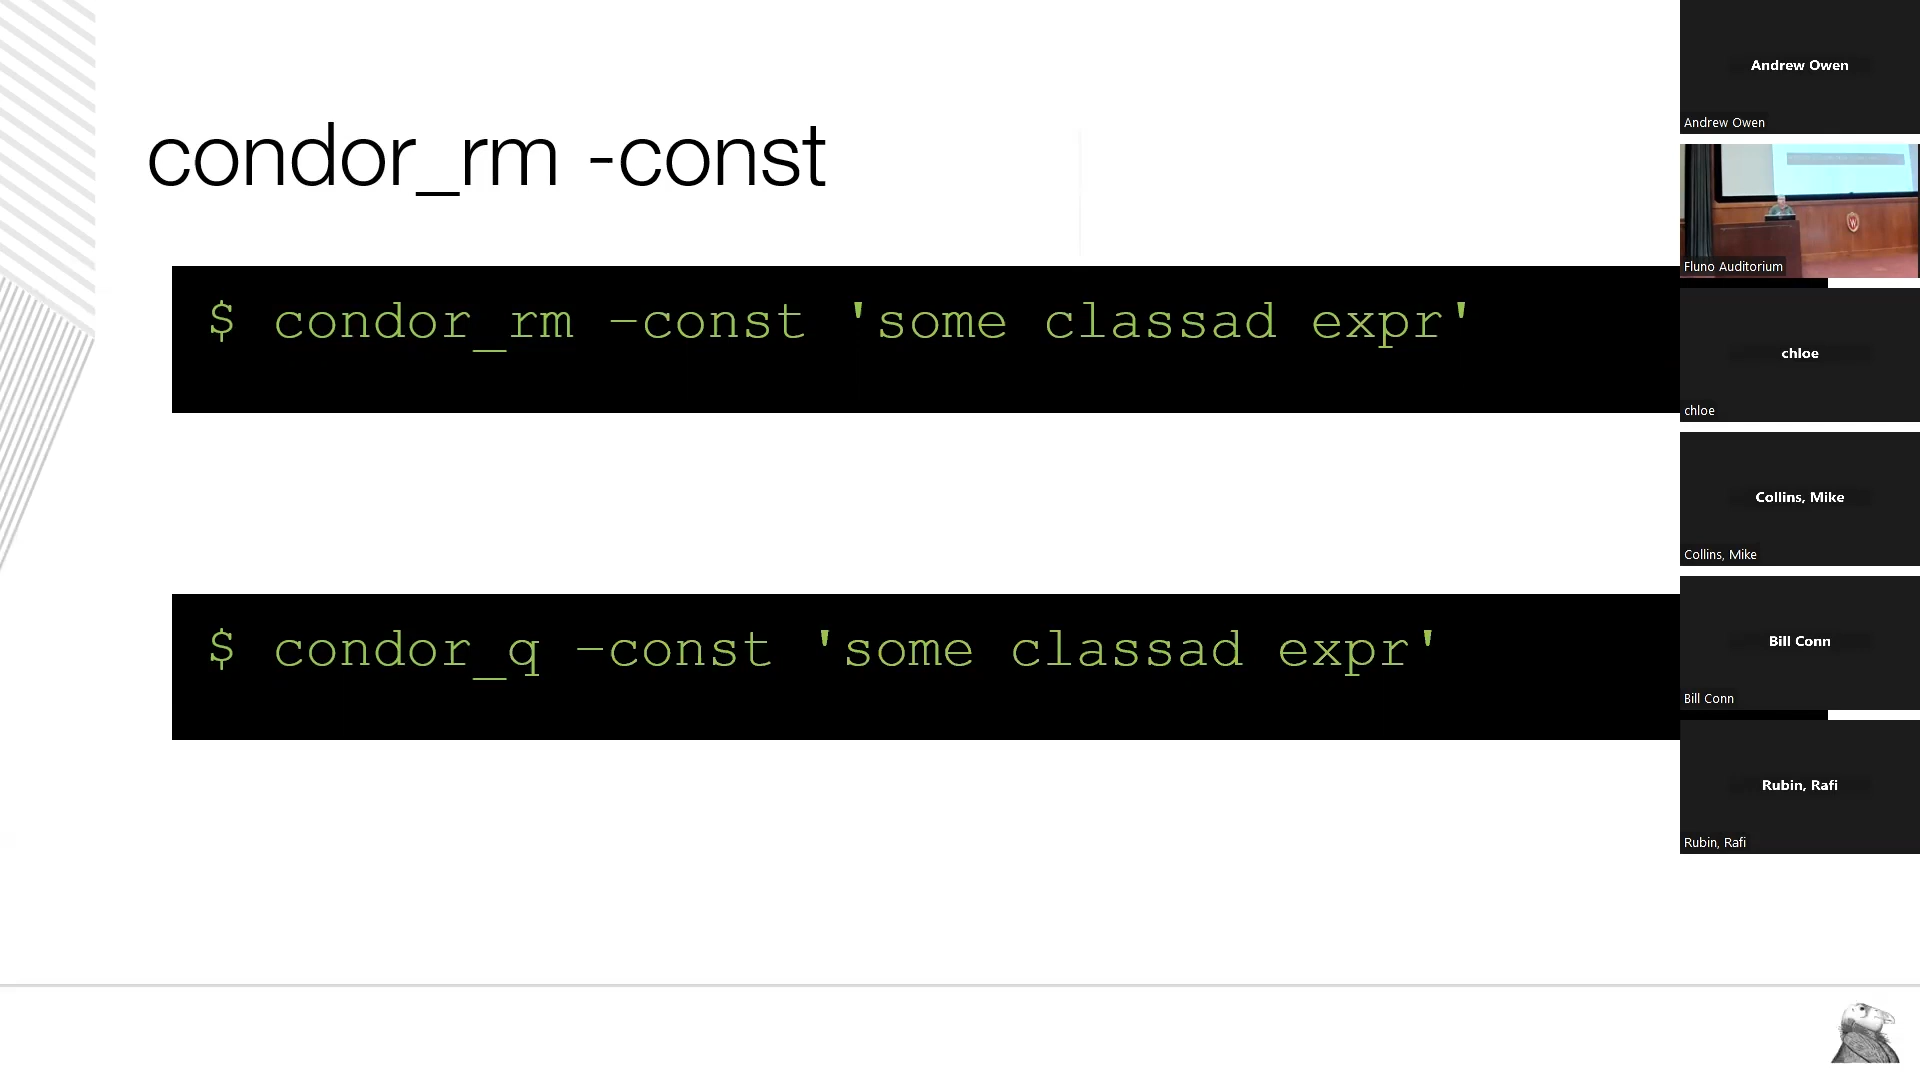 condor_rm -const
$ condor_rm –const 'some classad expr'
$ condor_q –const 'some classad expr'
Andrew Owen
Andrew Owen
Fluno Auditorium
chloe
chloe
Collins, Mike
Collins, Mike
Bill Conn
Bill Conn
Rubin, Rafi
Rubin, Rafi
W